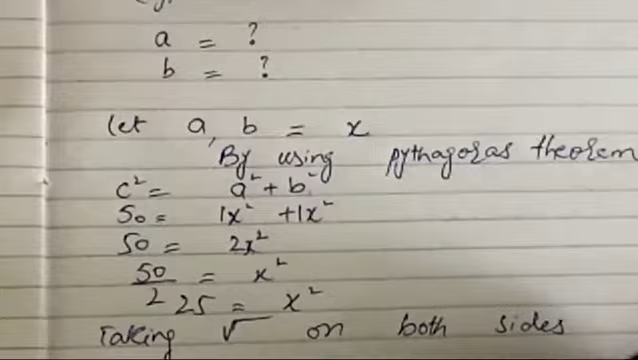 a = ?
b = ?
let a, b = x
By using pythagoras theorem
c² = a² + b²
50 = 1x² + 1x²
50 = 2x²
50/2 = x²
25 = x²
Taking √ on both sides